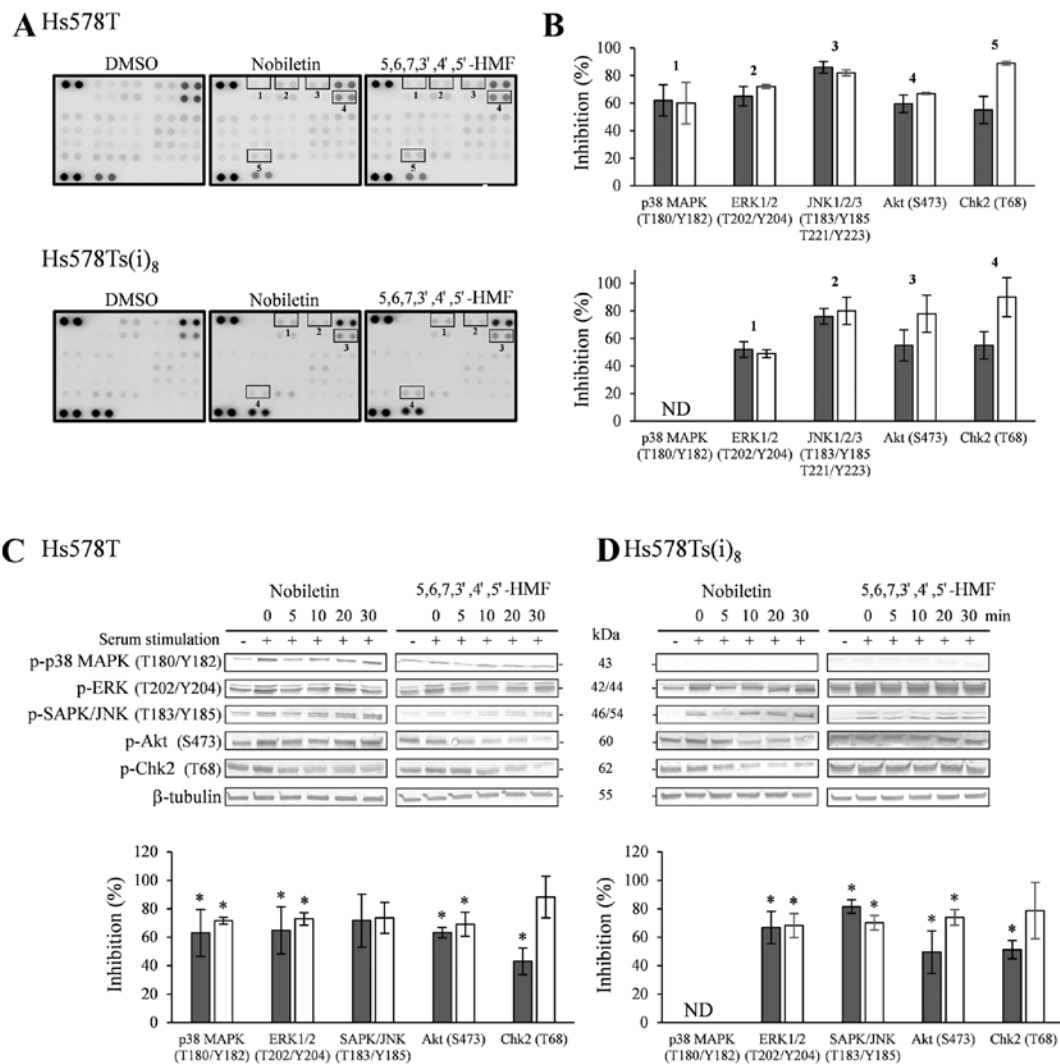 A Hs578T
DMSO Nobiletin 5,6,7,3',4',5'-HMF
1 2 3 1 2 3
4 4
5 5
Hs578Ts(i)8
DMSO Nobiletin 5,6,7,3',4',5'-HMF
1 2 1 2
3 3
4 4
B
Inhibition (%)
100
80
60
40
20
0
1 2 3 4 5
p38 MAPK ERK1/2 JNK1/2/3 Akt (S473) Chk2 (T68)
(T180/Y182) (T202/Y204) (T183/Y185
T221/Y223)
Inhibition (%)
100
80
60
40
20
0
ND
1 2 3 4
p38 MAPK ERK1/2 JNK1/2/3 Akt (S473) Chk2 (T68)
(T180/Y182) (T202/Y204) (T183/Y185
T221/Y223)
C Hs578T
Nobiletin 5,6,7,3',4',5'-HMF
0 5 10 20 30 0 5 10 20 30
Serum stimulation - + + + + + - + + + + +
p-p38 MAPK (T180/Y182)
p-ERK (T202/Y204)
p-SAPK/JNK (T183/Y185)
p-Akt (S473)
p-Chk2 (T68)
β-tubulin
kDa
43
42/44
46/54
60
62
55
D Hs578Ts(i)8
Nobiletin 5,6,7,3',4',5'-HMF
0 5 10 20 30 0 5 10 20 30 min
- + + + + + - + + + + +
Inhibition (%)
120
100
80
60
40
20
0
* * * * * * *
p38 MAPK ERK1/2 SAPK/JNK Akt (S473) Chk2 (T68)
(T180/Y182) (T202/Y204) (T183/Y185)
Inhibition (%)
120
100
80
60
40
20
0
ND
* * * * * * *
p38 MAPK ERK1/2 SAPK/JNK Akt (S473) Chk2 (T68)
(T180/Y182) (T202/Y204) (T183/Y185)